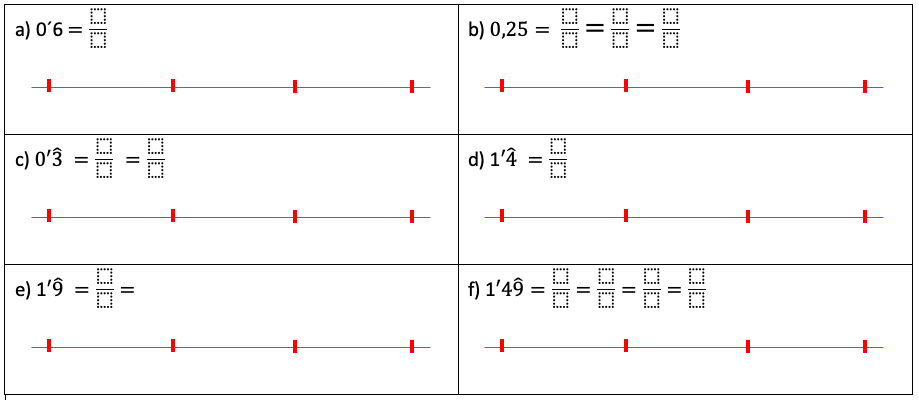 a) 0´6 = ⬚/⬚
b) 0,25 = ⬚/⬚ = ⬚/⬚ = ⬚/⬚
c) 0′3̂ = ⬚/⬚ = ⬚/⬚
d) 1′4̂ = ⬚/⬚
e) 1′9̂ = ⬚/⬚ =
f) 1′49̂ = ⬚/⬚ = ⬚/⬚ = ⬚/⬚ = ⬚/⬚